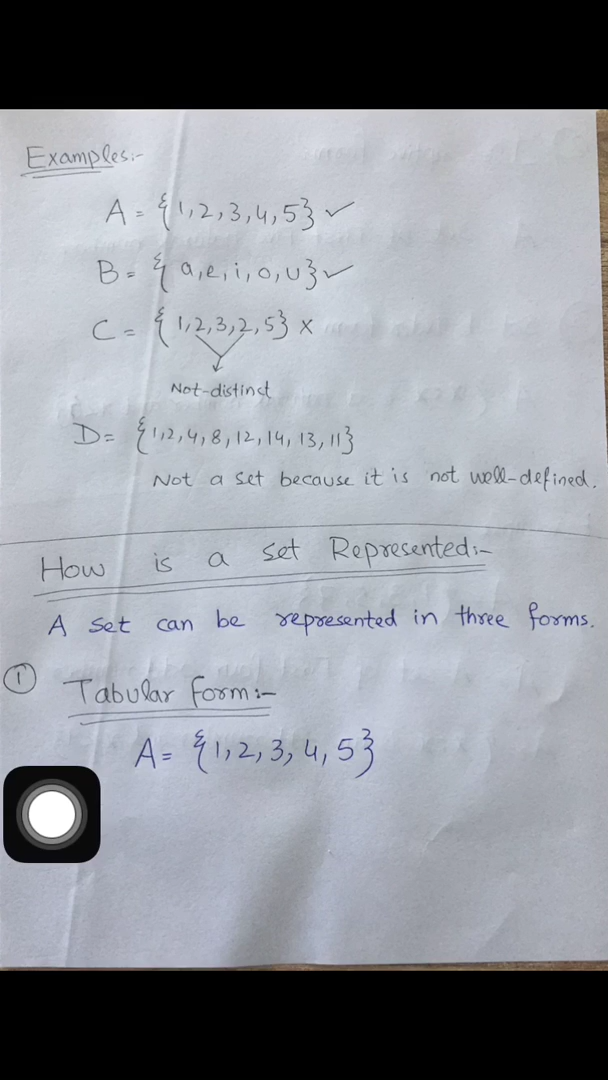 Examples:-
A = {1,2,3,4,5} ✓
B = { a,e,i,o,u} ✓
C = {1,2,3,2,5} ×
Not-distinct
D = {1,2,4,8,12,14,13,11}
Not a set because it is not well-defined.
How is a set Represented:-
A set can be represented in three forms.
① Tabular form:-
A = {1,2,3,4,5}